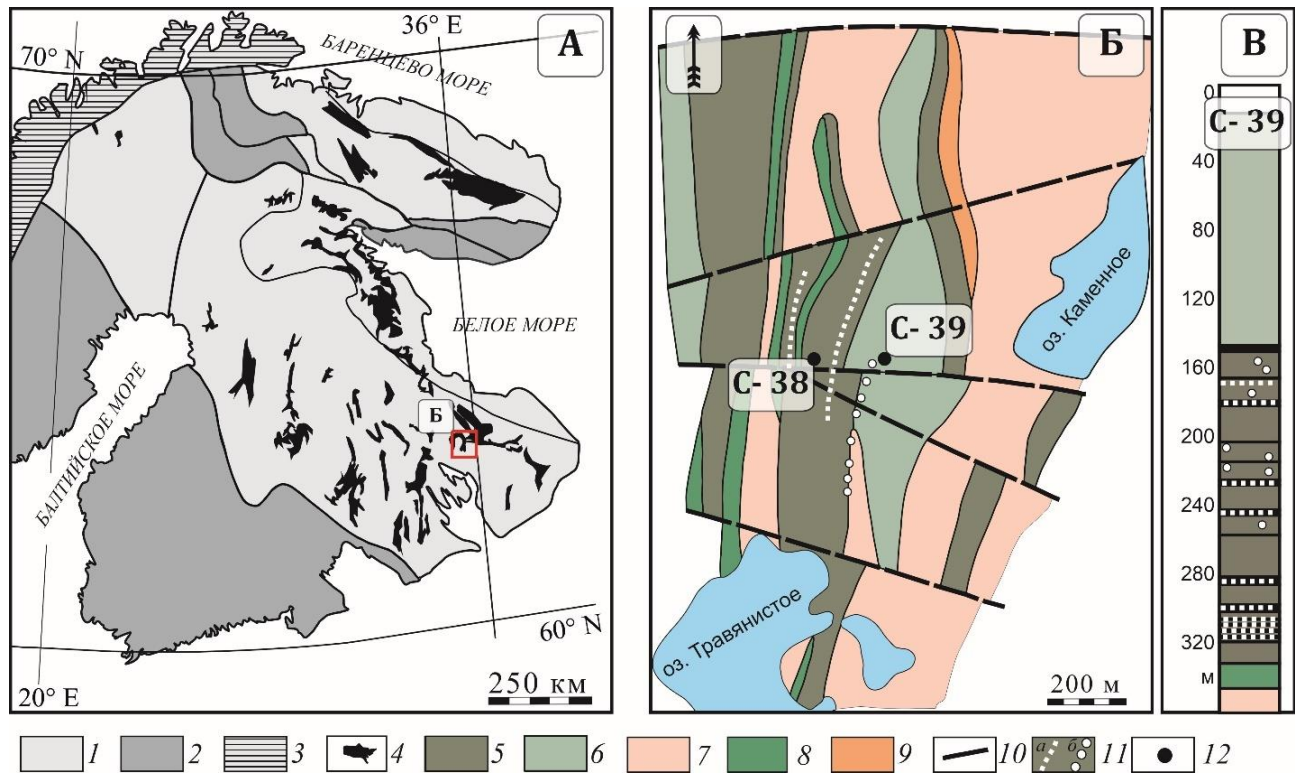 70° N
36° E
А
БАРЕНЦЕВО МОРЕ
БЕЛОЕ МОРЕ
Б
БАЛТИЙСКОЕ МОРЕ
60° N
20° E
250 км
Б
оз. Каменное
С- 39
С- 38
оз. Травянистое
200 м
В
0
С- 39
40
80
120
160
200
240
280
320
м
1 2 3 4 5 6 7 8 9 10 а б 11 12